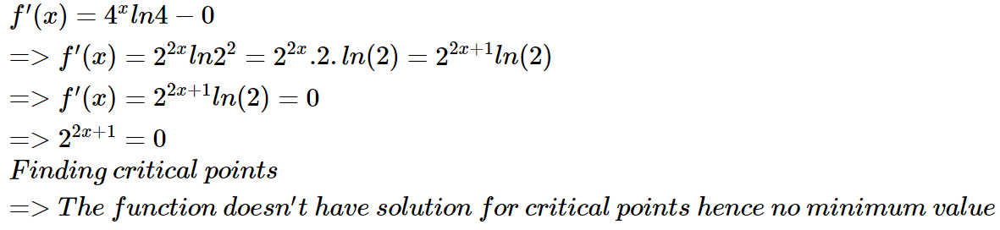 f'(x) = 4^x ln4 − 0
=> f'(x) = 2^{2x} ln2^2 = 2^{2x}.2.ln(2) = 2^{2x+1}ln(2)
=> f'(x) = 2^{2x+1}ln(2) = 0
=> 2^{2x+1} = 0
Finding critical points
=> The function doesn't have solution for critical points hence no minimum value